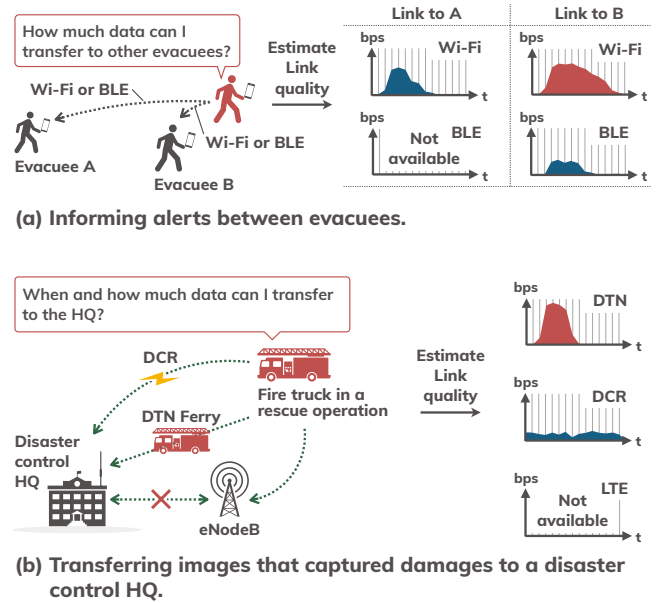 How much data can I
transfer to other evacuees?
Wi-Fi or BLE
Wi-Fi or BLE
Evacuee A
Evacuee B
Estimate
Link
quality
Link to A
Link to B
bps
Wi-Fi
t
bps
Wi-Fi
t
bps
BLE
Not
available
t
bps
BLE
t
(a) Informing alerts between evacuees.
When and how much data can I transfer
to the HQ?
DCR
Fire truck in a
rescue operation
DTN Ferry
Disaster
control
HQ
eNodeB
Estimate
Link
quality
bps
DTN
t
bps
DCR
t
bps
LTE
Not
available
t
(b) Transferring images that captured damages to a disaster
control HQ.